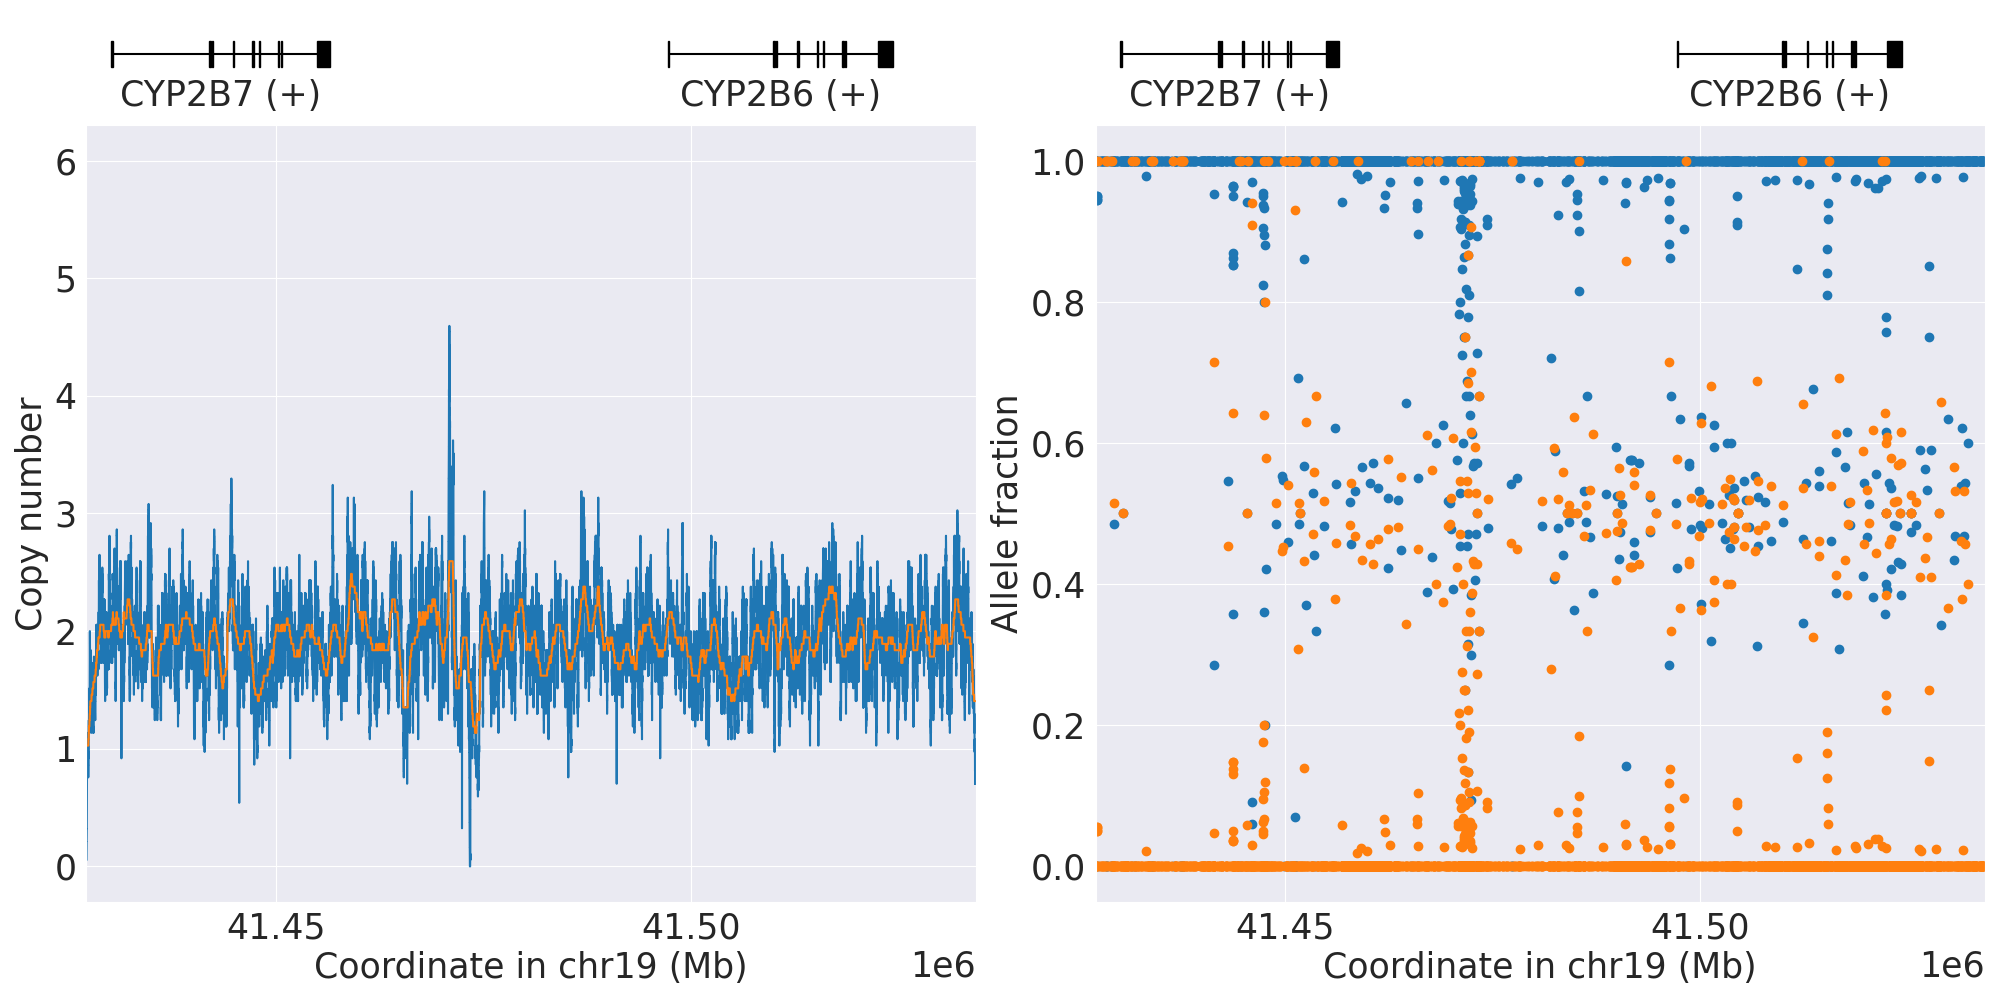 CYP2B7 (+)
CYP2B6 (+)
CYP2B7 (+)
CYP2B6 (+)
6
5
4
3
2
1
0
Copy number
41.45
41.50
Coordinate in chr19 (Mb)
1e6
1.0
0.8
0.6
0.4
0.2
0.0
Allele fraction
41.45
41.50
Coordinate in chr19 (Mb)
1e6